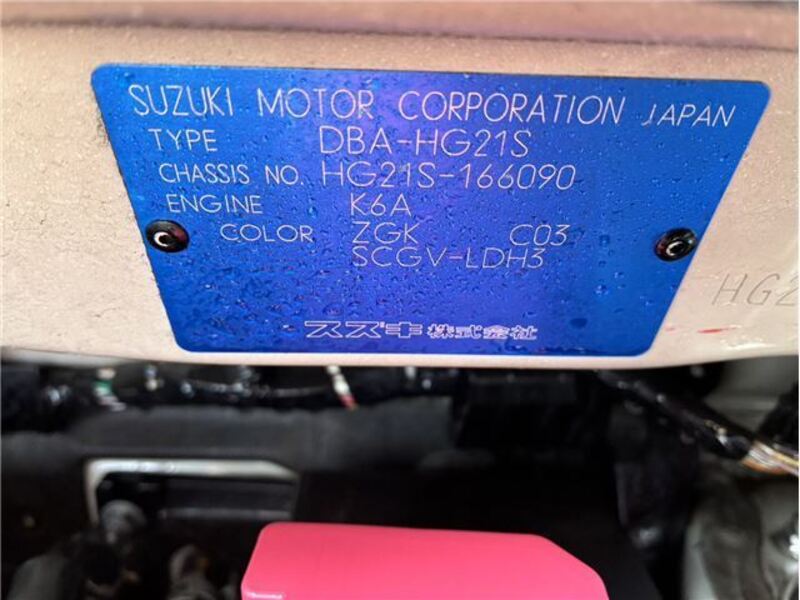 SUZUKI MOTOR CORPORATION JAPAN
TYPE DBA-HG21S
CHASSIS NO. HG21S-166090
ENGINE K6A
COLOR ZGK C03
SCGV-LDH3
スズキ株式会社
HG2